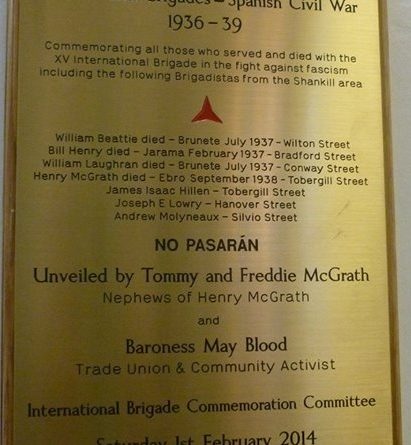 Brigades – Spanish Civil War
1936 – 39
Commemorating all those who served and died with the
XV International Brigade in the fight against fascism
including the following Brigadistas from the Shankill area
William Beattie died – Brunete July 1937 – Wilton Street
Bill Henry died – Jarama February 1937 – Bradford Street
William Laughran died – Brunete July 1937 – Conway Street
Henry McGrath died – Ebro September 1938 – Tobergill Street
James Isaac Hillen – Tobergill Street
Joseph E Lowry – Hanover Street
Andrew Molyneaux – Silvio Street
NO PASARÁN
Unveiled by Tommy and Freddie McGrath
Nephews of Henry McGrath
and
Baroness May Blood
Trade Union & Community Activist
International Brigade Commemoration Committee
Saturday 1st February 2014